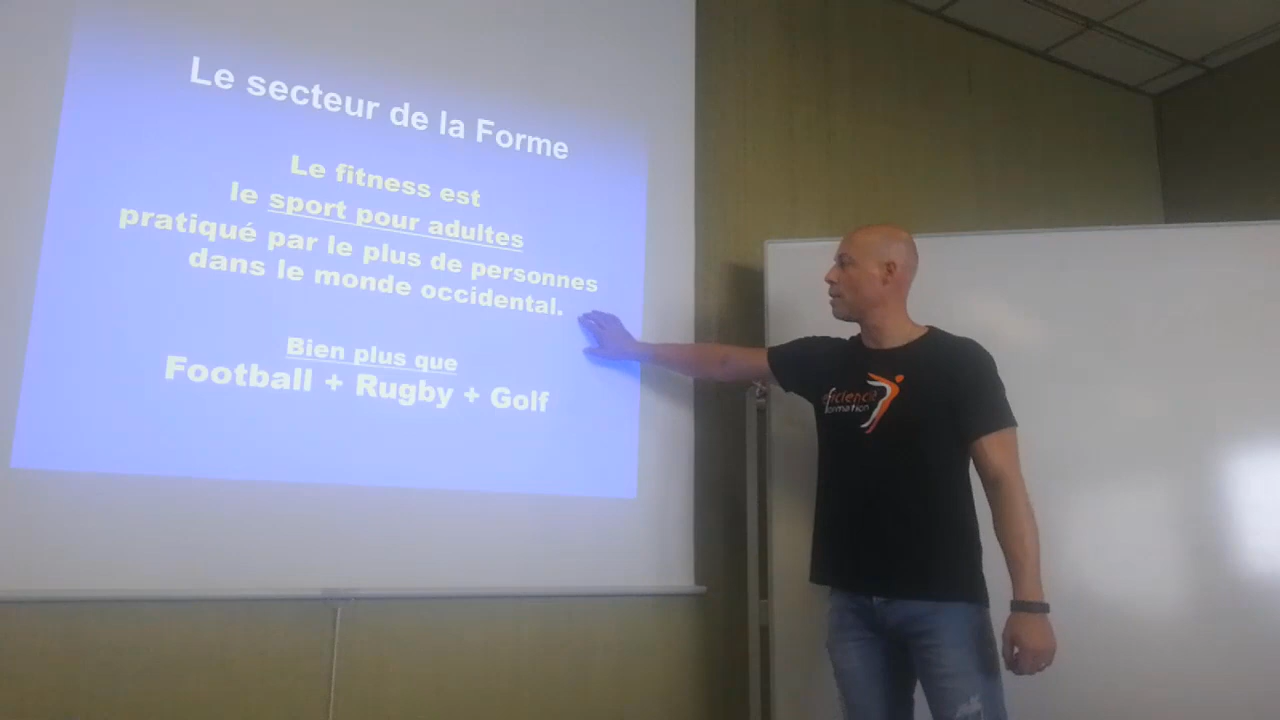 Le secteur de la Forme
Le fitness est
le sport pour adultes
pratiqué par le plus de personnes
dans le monde occidental.
Bien plus que
Football + Rugby + Golf
formation